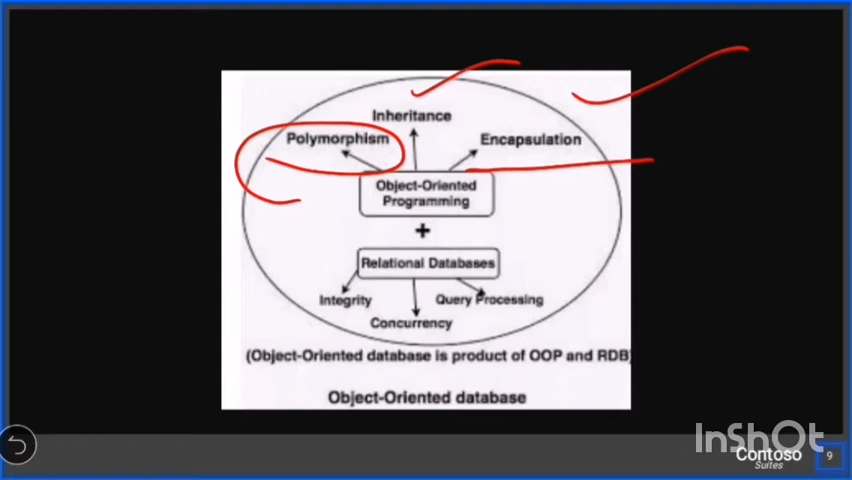 Inheritance
Polymorphism
Encapsulation
Object-Oriented
Programming
+
Relational Databases
Integrity
Query Processing
Concurrency
(Object-Oriented database is product of OOP and RDB)
Object-Oriented database
InShOt
Contoso
Suites
9